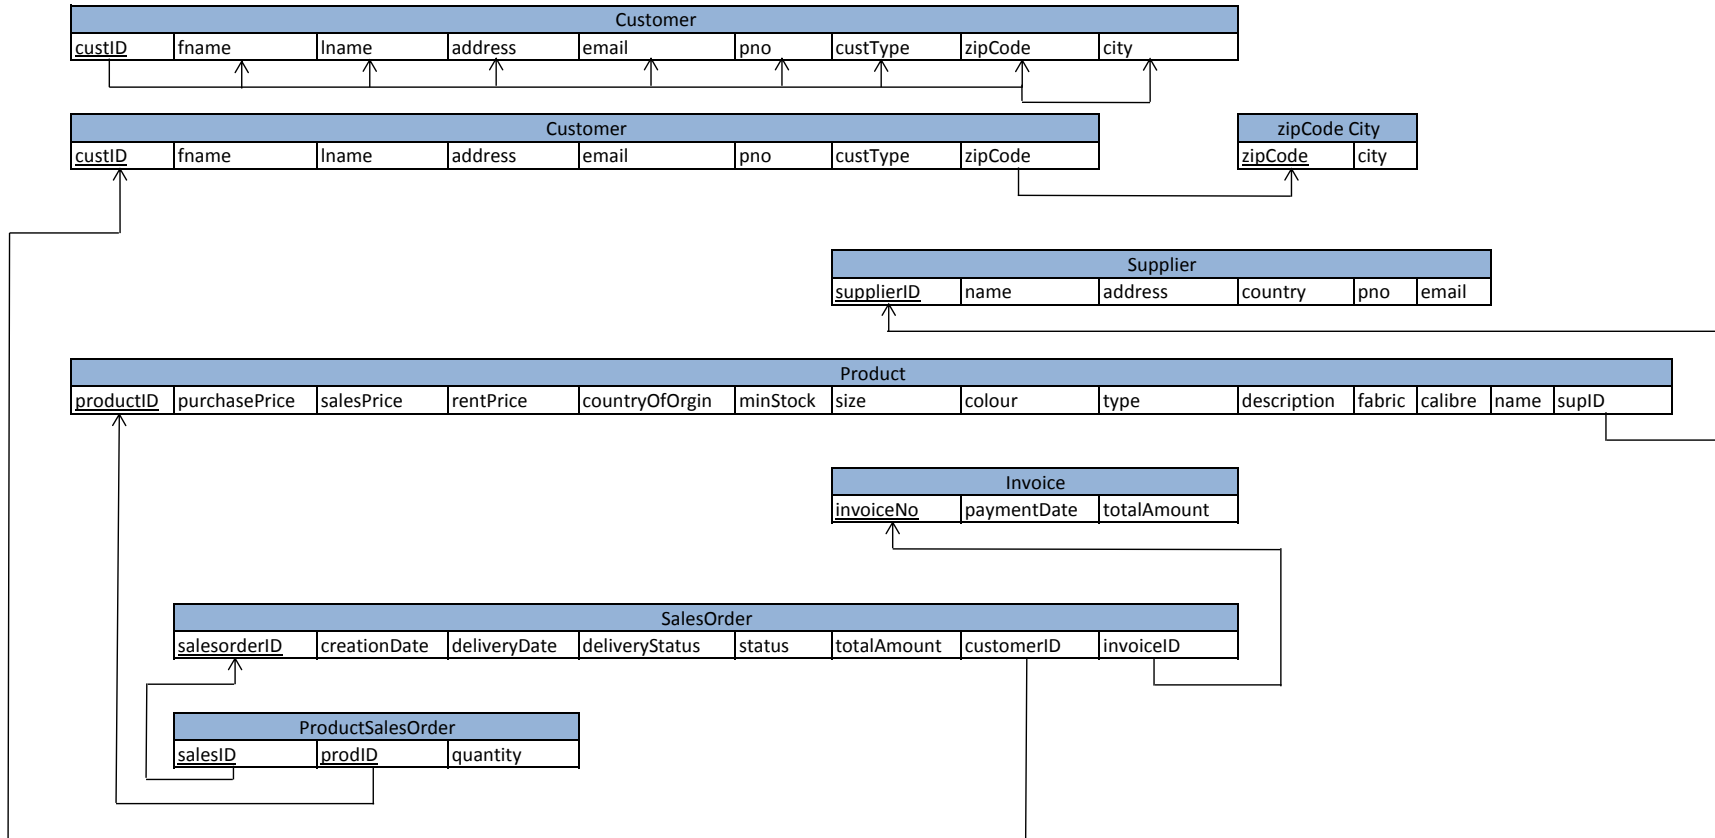 Customer
custID fname lname address email pno custType zipCode city
Customer
custID fname lname address email pno custType zipCode
zipCode City
zipCode city
Supplier
supplierID name address country pno email
Product
productID purchasePrice salesPrice rentPrice countryOfOrgin minStock size colour type description fabric calibre name supID
Invoice
invoiceNo paymentDate totalAmount
SalesOrder
salesorderID creationDate deliveryDate deliveryStatus status totalAmount customerID invoiceID
ProductSalesOrder
salesID prodID quantity